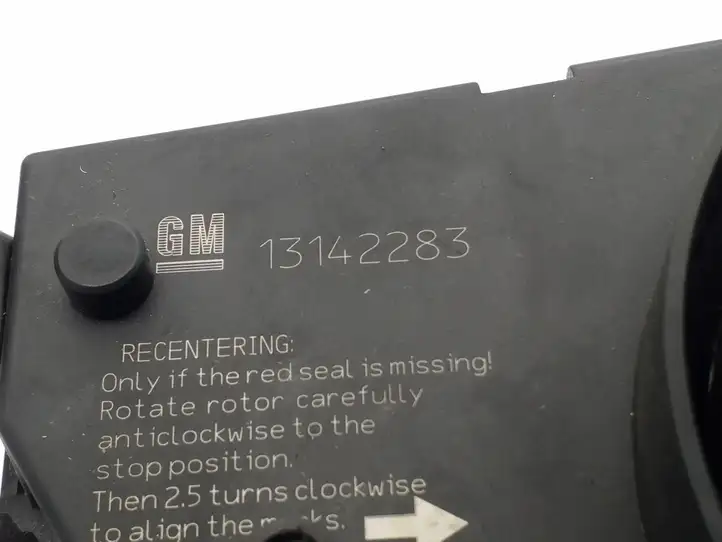 GM 13142283
RECENTERING:
Only if the red seal is missing!
Rotate rotor carefully
anticlockwise to the
stop position.
Then 2.5 turns clockwise
to align the